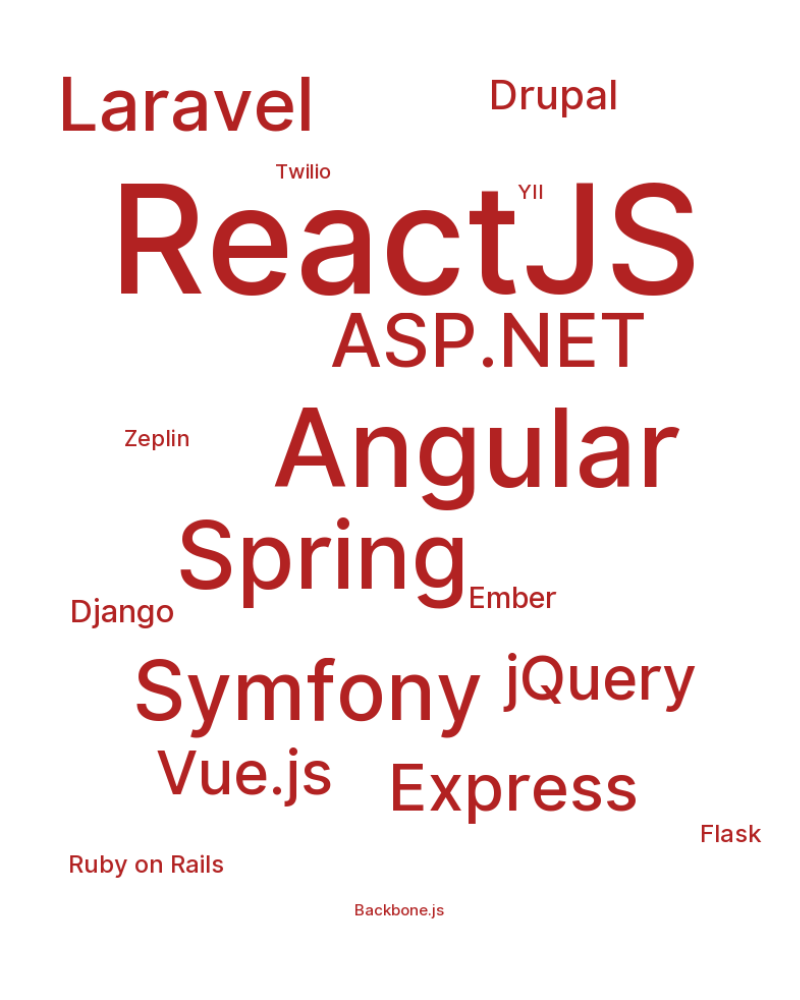 Laravel
Drupal
Twilio
YII
ReactJS
ASP.NET
Angular
Zeplin
Spring
Ember
Django
Symfony
jQuery
Vue.js
Express
Flask
Ruby on Rails
Backbone.js